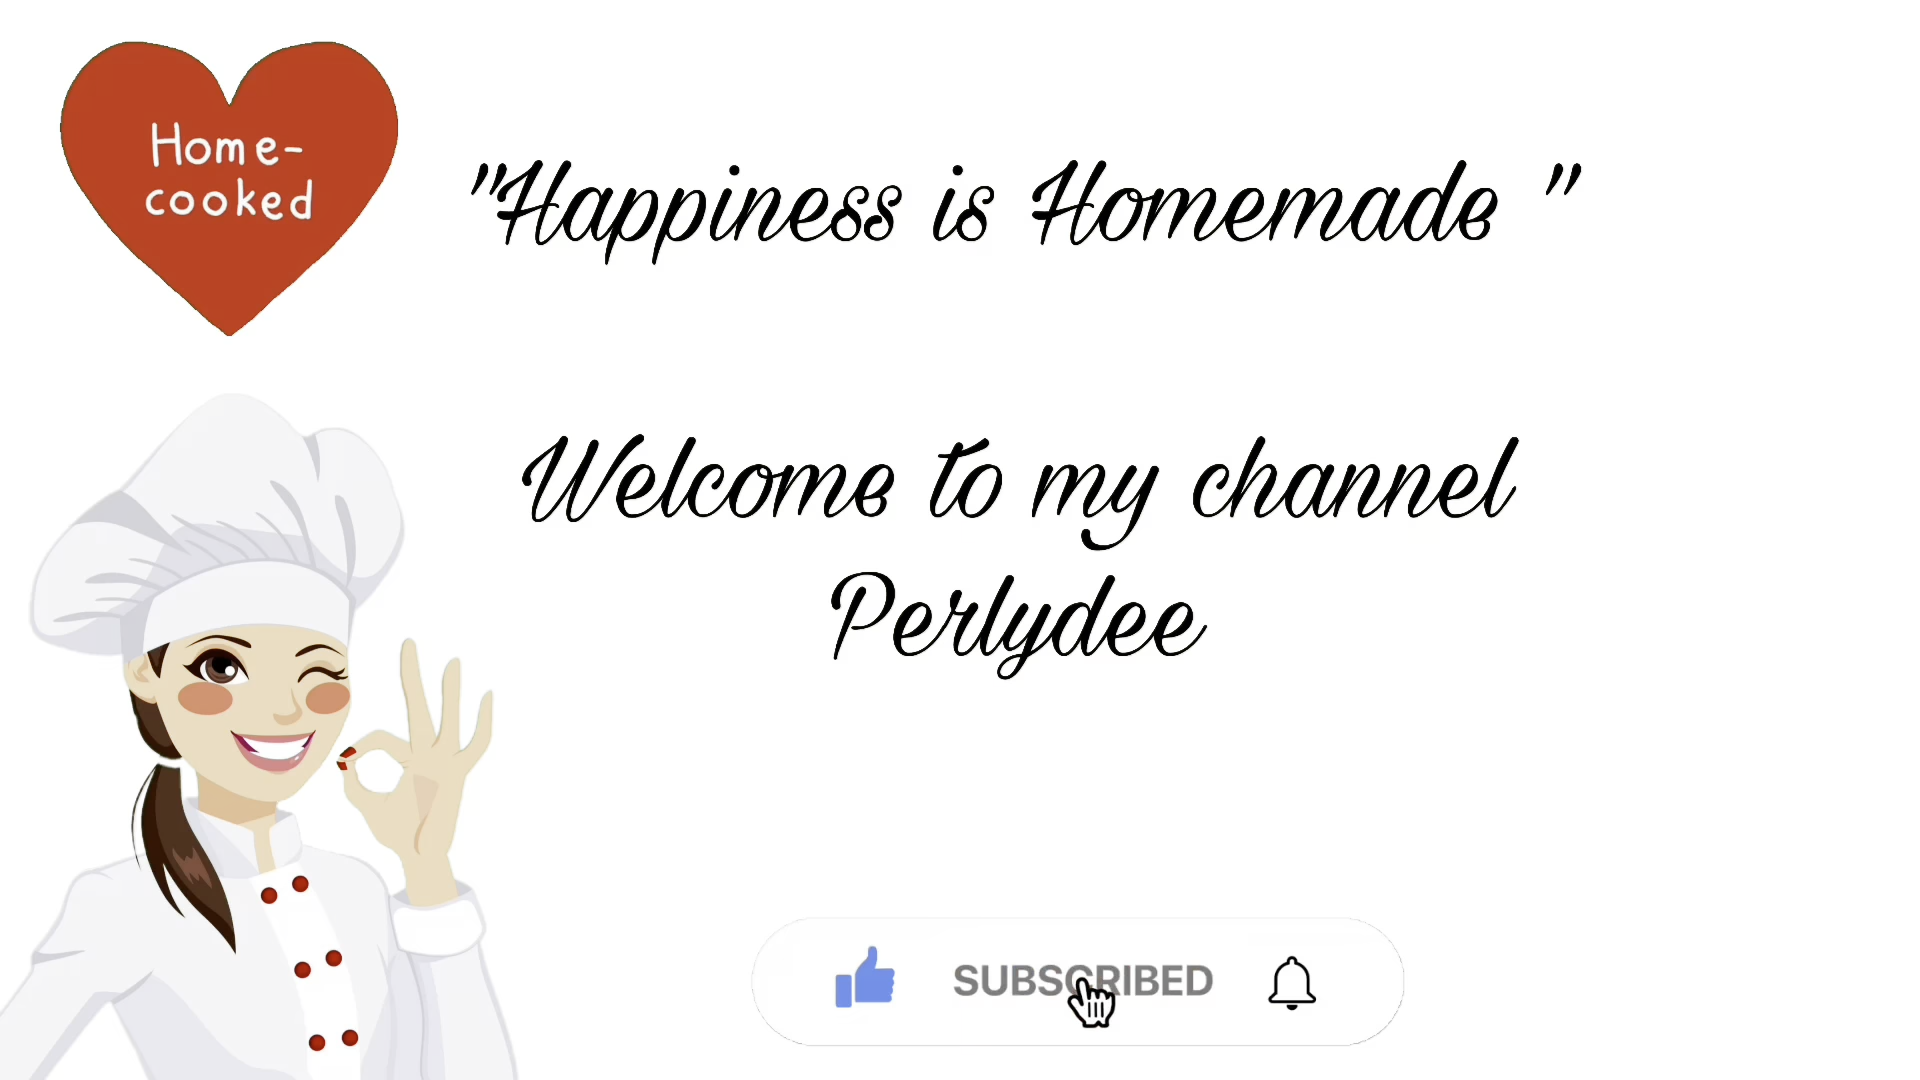 Home-
cooked
"Happiness is Homemade "
Welcome to my channel
Perlydee
SUBSCRIBED